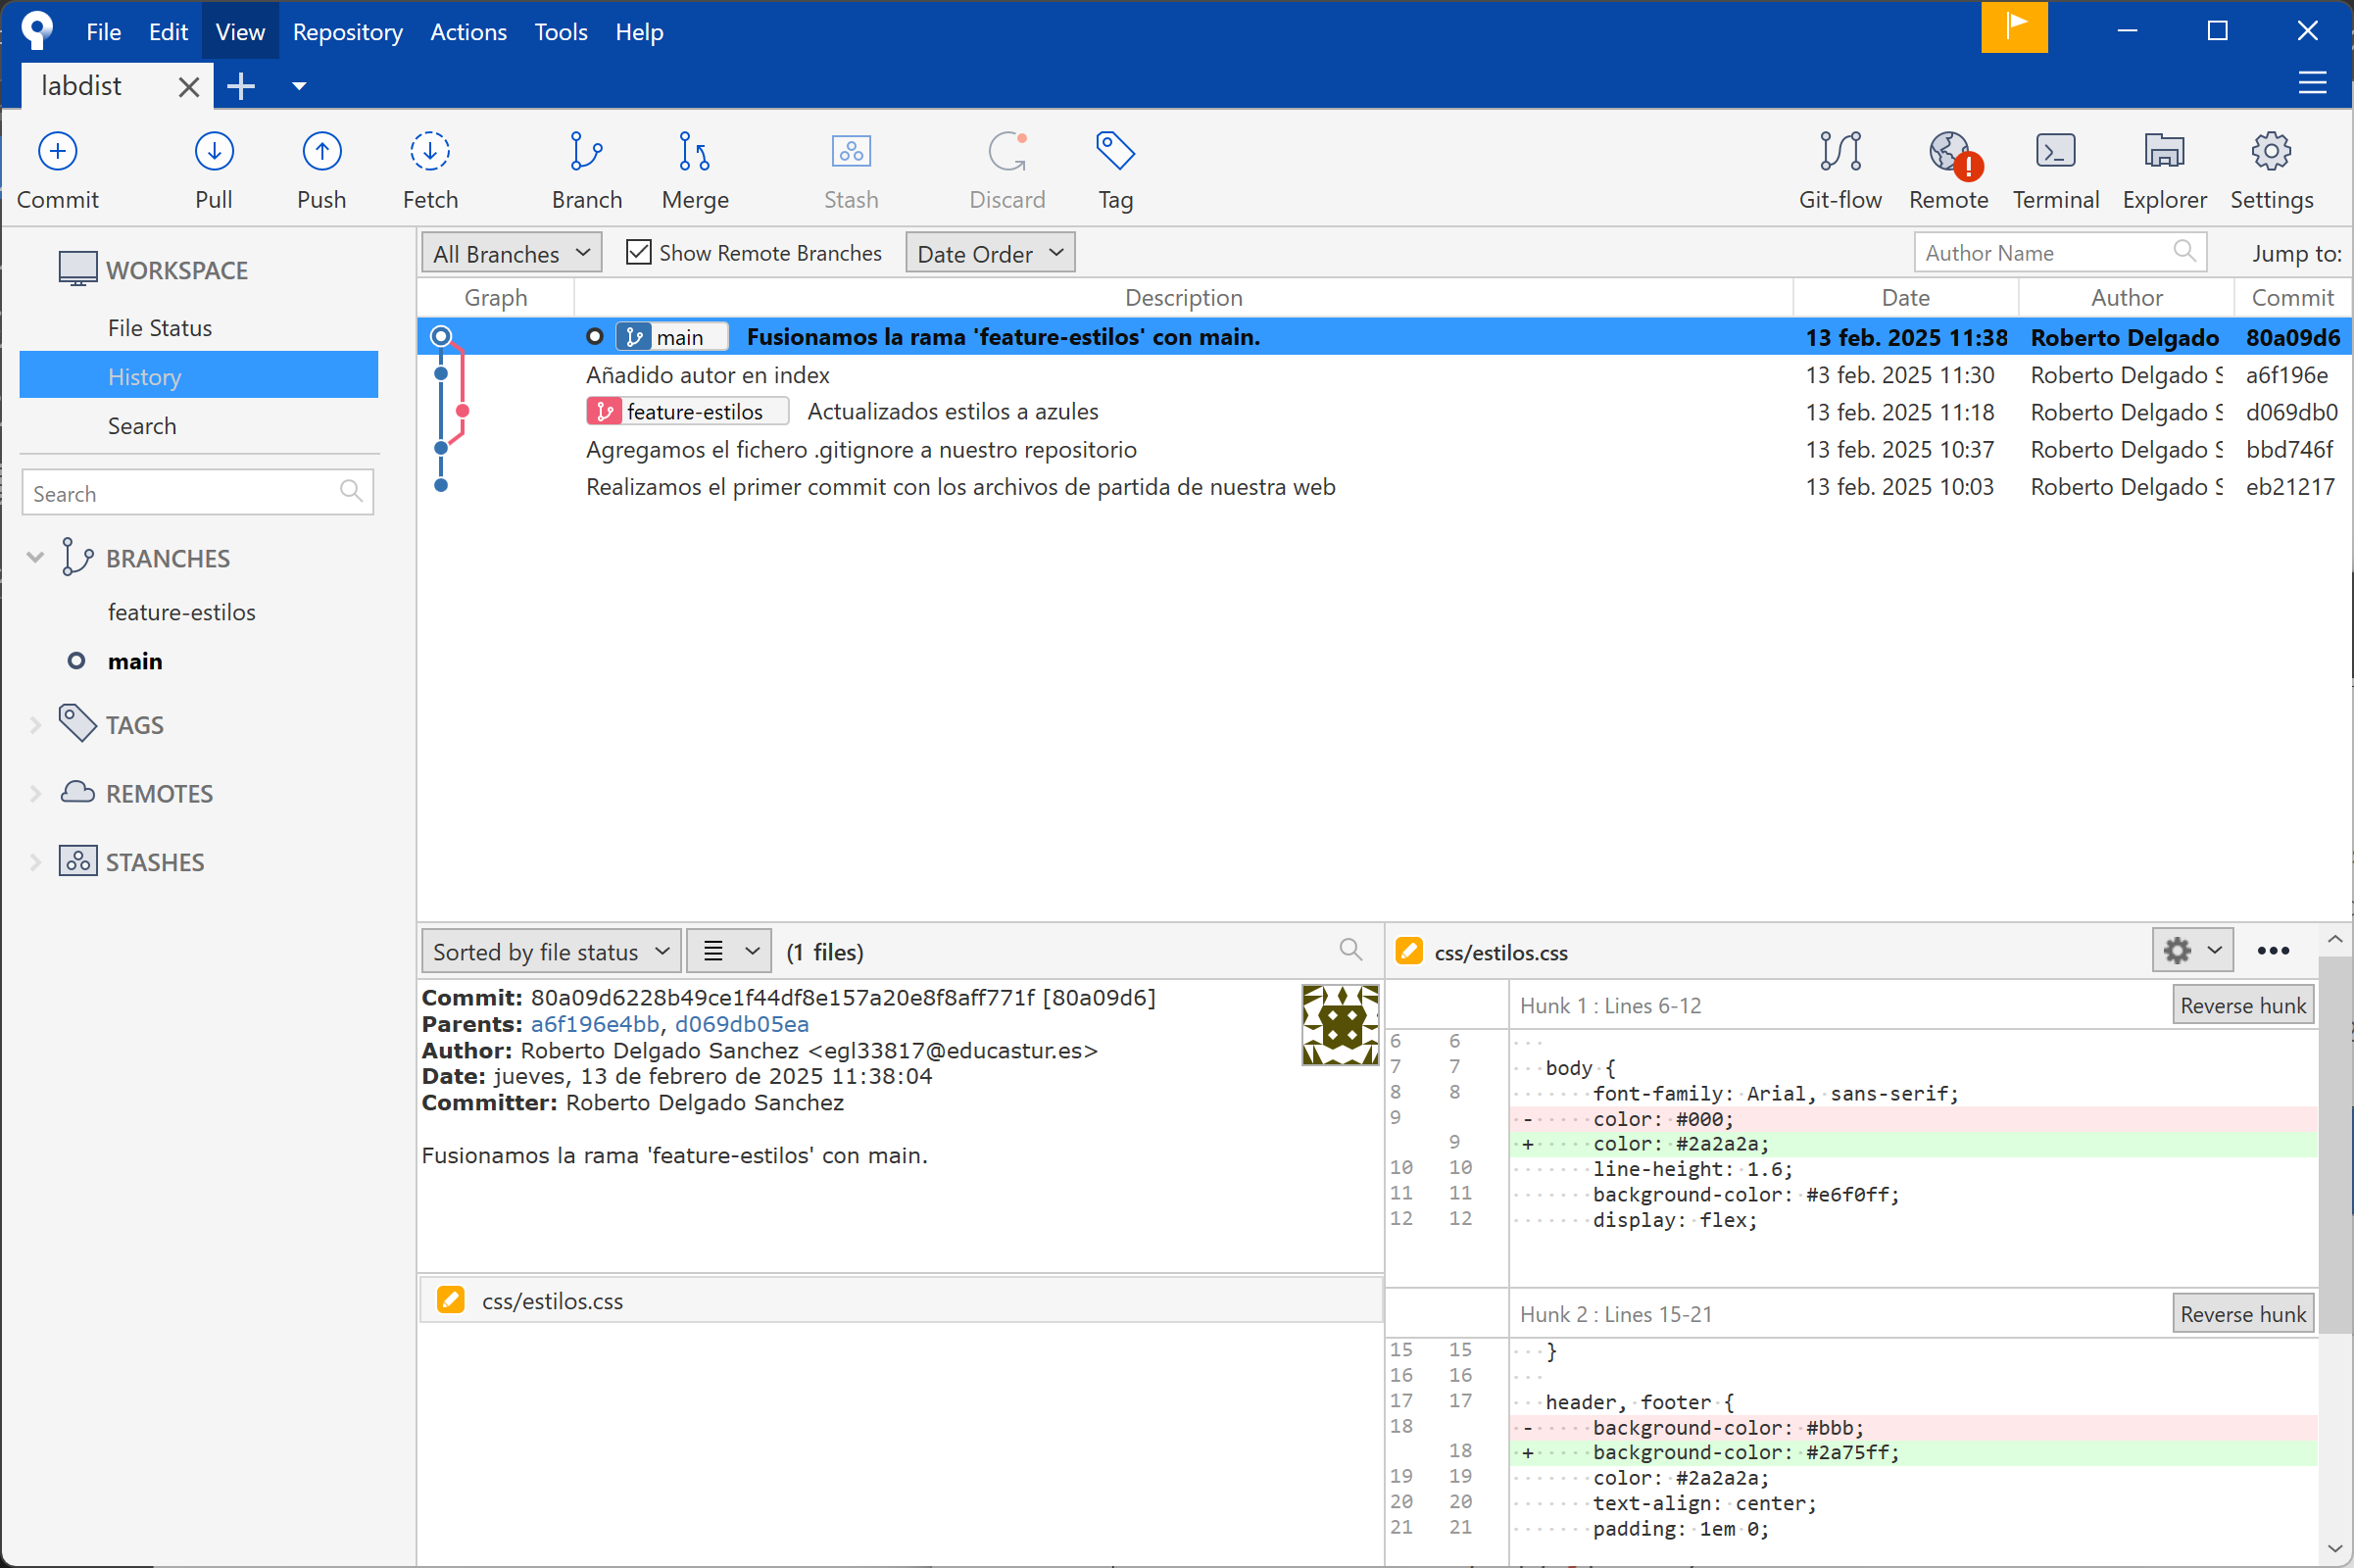 File Edit View Repository Actions Tools Help
labdist
Commit Pull Push Fetch Branch Merge Stash Discard Tag Git-flow Remote Terminal Explorer Settings
WORKSPACE
File Status
History
Search
Search
BRANCHES
feature-estilos
main
TAGS
REMOTES
STASHES
All Branches Show Remote Branches Date Order Author Name Jump to:
Graph Description Date Author Commit
main Fusionamos la rama 'feature-estilos' con main. 13 feb. 2025 11:38 Roberto Delgado 80a09d6
Añadido autor en index 13 feb. 2025 11:30 Roberto Delgado S a6f196e
feature-estilos Actualizados estilos a azules 13 feb. 2025 11:18 Roberto Delgado S d069db0
Agregamos el fichero .gitignore a nuestro repositorio 13 feb. 2025 10:37 Roberto Delgado S bbd746f
Realizamos el primer commit con los archivos de partida de nuestra web 13 feb. 2025 10:03 Roberto Delgado S eb21217
Sorted by file status (1 files)
Commit: 80a09d6228b49ce1f44df8e157a20e8f8aff771f [80a09d6]
Parents: a6f196e4bb, d069db05ea
Author: Roberto Delgado Sanchez <egl33817@educastur.es>
Date: jueves, 13 de febrero de 2025 11:38:04
Committer: Roberto Delgado Sanchez
Fusionamos la rama 'feature-estilos' con main.
css/estilos.css
css/estilos.css
Hunk 1 : Lines 6-12 Reverse hunk
6 6
7 7 body {
8 8 font-family: Arial, sans-serif;
9 - color: #000;
9 + color: #2a2a2a;
10 10 line-height: 1.6;
11 11 background-color: #e6f0ff;
12 12 display: flex;
Hunk 2 : Lines 15-21 Reverse hunk
15 15 }
16 16
17 17 header, footer {
18 - background-color: #bbb;
18 + background-color: #2a75ff;
19 19 color: #2a2a2a;
20 20 text-align: center;
21 21 padding: 1em 0;